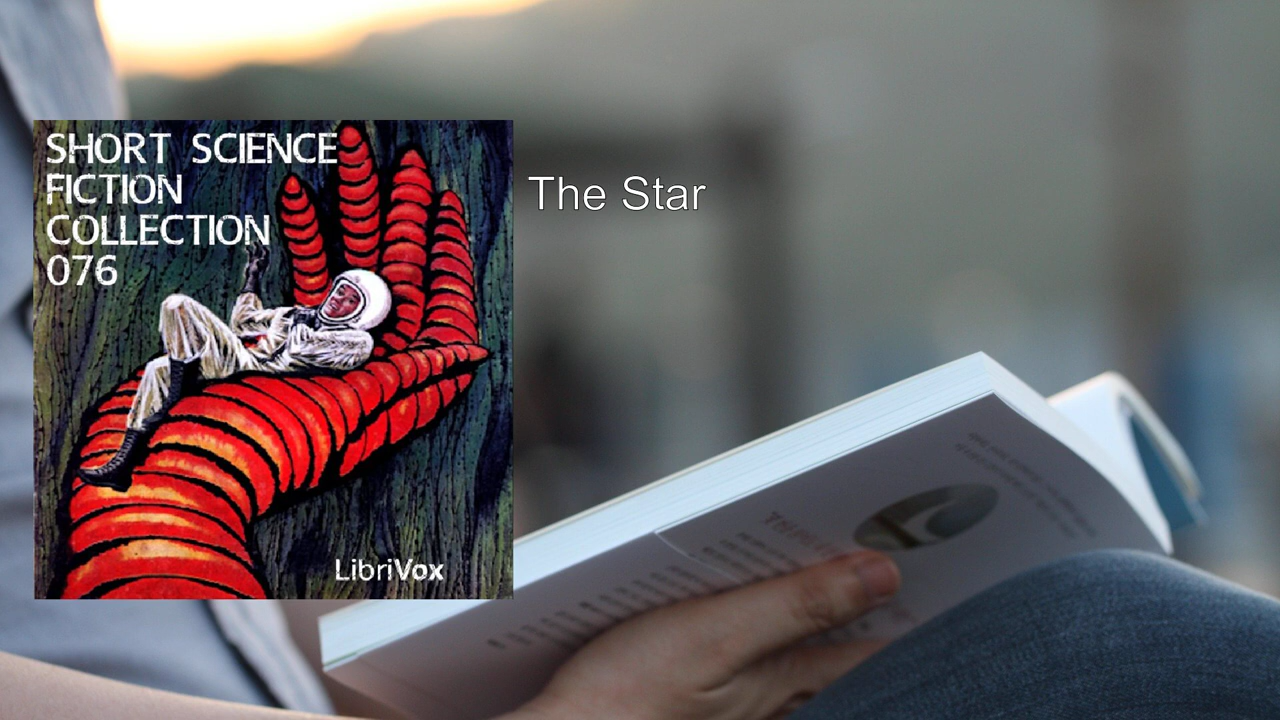 SHORT SCIENCE
FICTION
COLLECTION
076
The Star
LibriVox